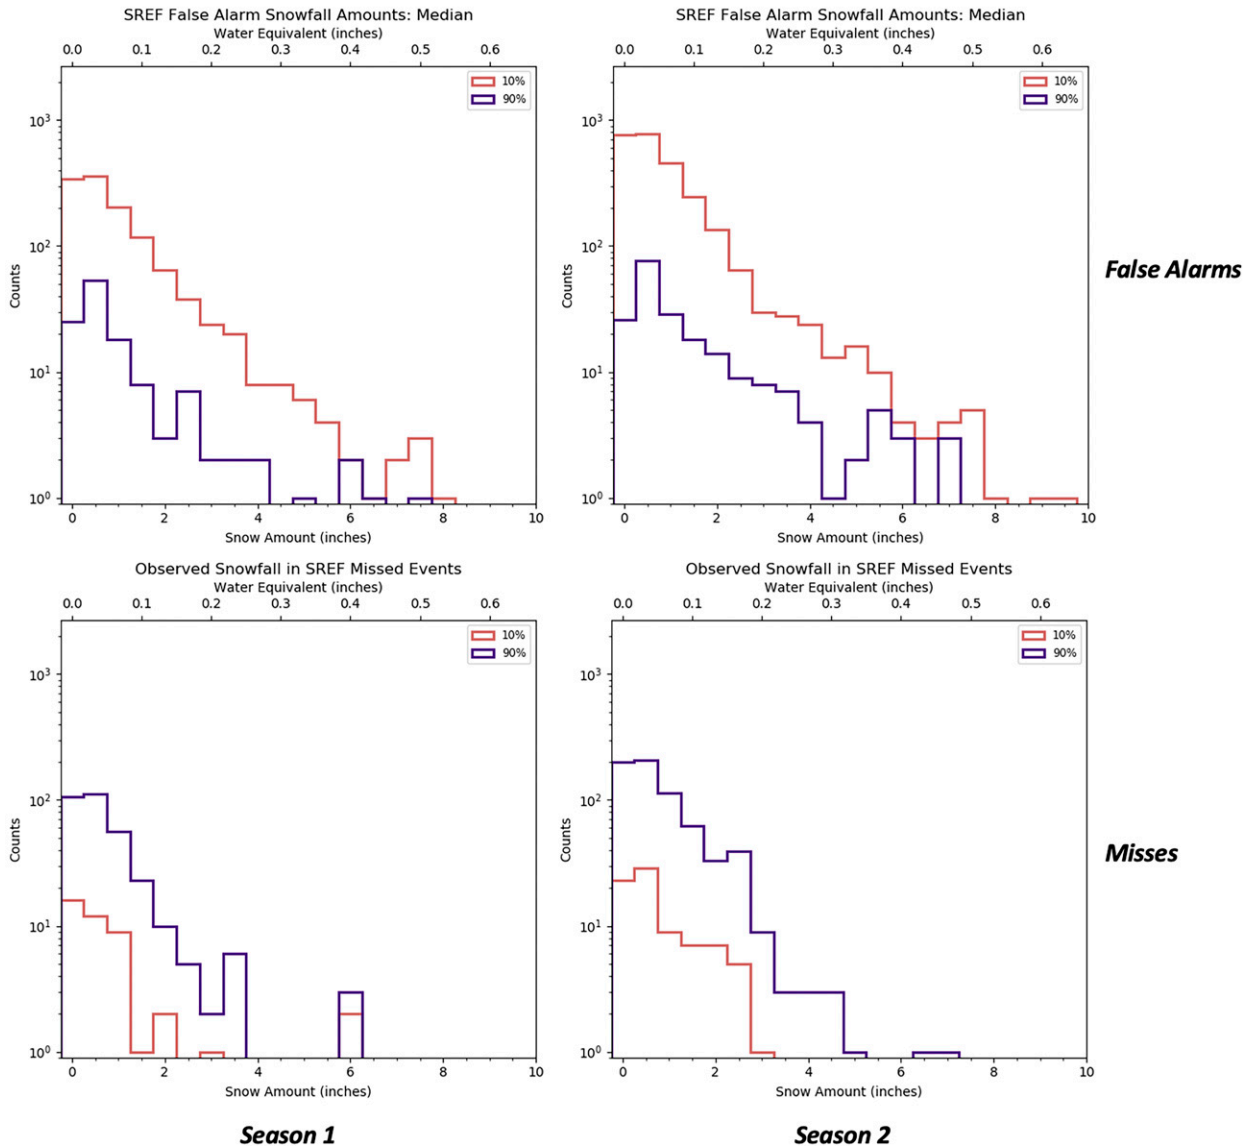 SREF False Alarm Snowfall Amounts: Median
Water Equivalent (inches)
0.0 0.1 0.2 0.3 0.4 0.5 0.6
10%
90%
10³
10²
10¹
10⁰
Counts
0 2 4 6 8 10
Snow Amount (inches)
SREF False Alarm Snowfall Amounts: Median
Water Equivalent (inches)
0.0 0.1 0.2 0.3 0.4 0.5 0.6
10%
90%
10³
10²
10¹
10⁰
Counts
0 2 4 6 8 10
Snow Amount (inches)
False Alarms
Observed Snowfall in SREF Missed Events
Water Equivalent (inches)
0.0 0.1 0.2 0.3 0.4 0.5 0.6
10%
90%
10³
10²
10¹
10⁰
Counts
0 2 4 6 8 10
Snow Amount (inches)
Observed Snowfall in SREF Missed Events
Water Equivalent (inches)
0.0 0.1 0.2 0.3 0.4 0.5 0.6
10%
90%
10³
10²
10¹
10⁰
Counts
0 2 4 6 8 10
Snow Amount (inches)
Misses
Season 1
Season 2